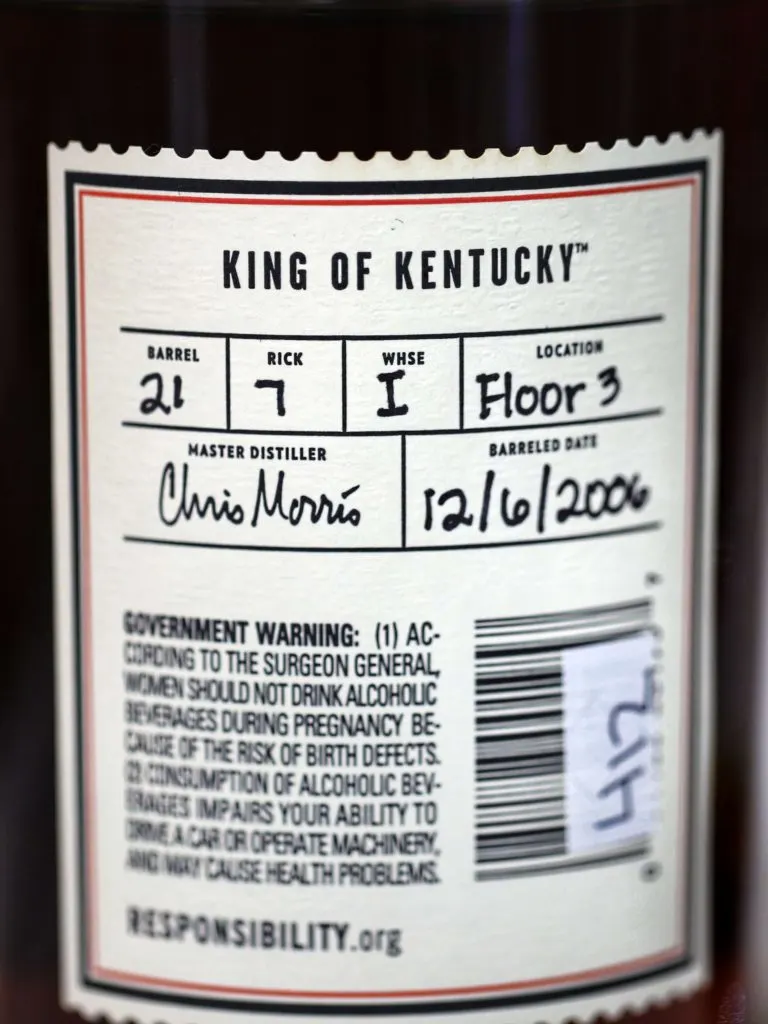 KING OF KENTUCKY™
BARREL RICK WHSE LOCATION
21 7 I Floor 3
MASTER DISTILLER BARRELED DATE
Chris Morris 12/6/2006
GOVERNMENT WARNING: (1) AC-
CORDING TO THE SURGEON GENERAL,
WOMEN SHOULD NOT DRINK ALCOHOLIC
BEVERAGES DURING PREGNANCY BE-
CAUSE OF THE RISK OF BIRTH DEFECTS.
(2) CONSUMPTION OF ALCOHOLIC BEV-
ERAGES IMPAIRS YOUR ABILITY TO
DRIVE A CAR OR OPERATE MACHINERY,
AND MAY CAUSE HEALTH PROBLEMS.
412
RESPONSIBILITY.org